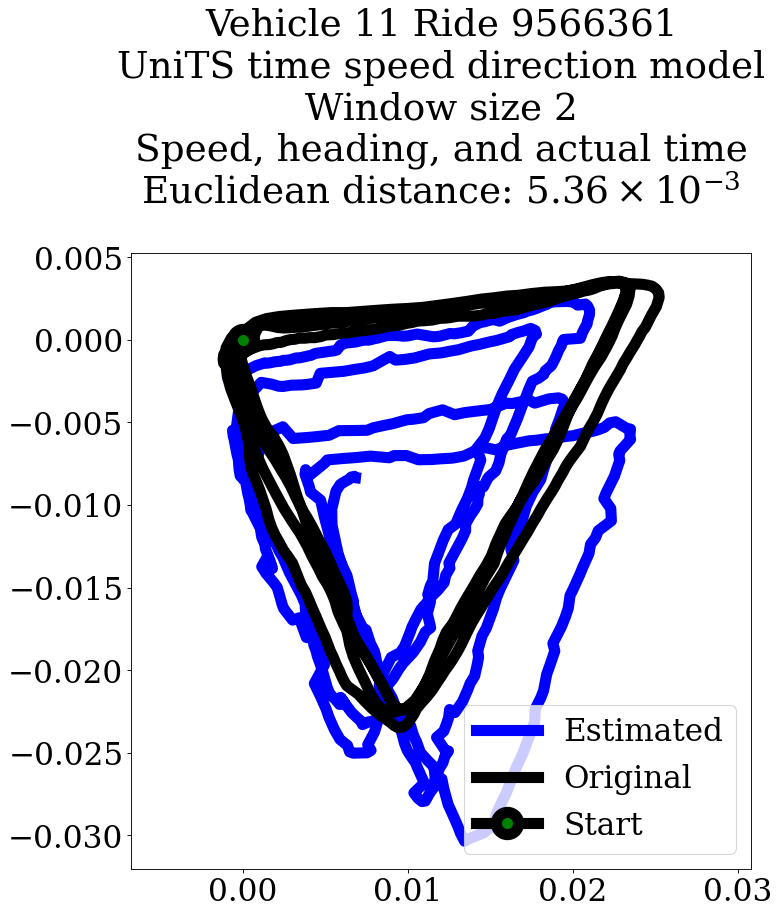 Vehicle 11 Ride 9566361
UniTS time speed direction model
Window size 2
Speed, heading, and actual time
Euclidean distance: 5.36 × 10⁻³
0.005
0.000
−0.005
−0.010
−0.015
−0.020
−0.025
−0.030
Estimated
Original
Start
0.00 0.01 0.02 0.03